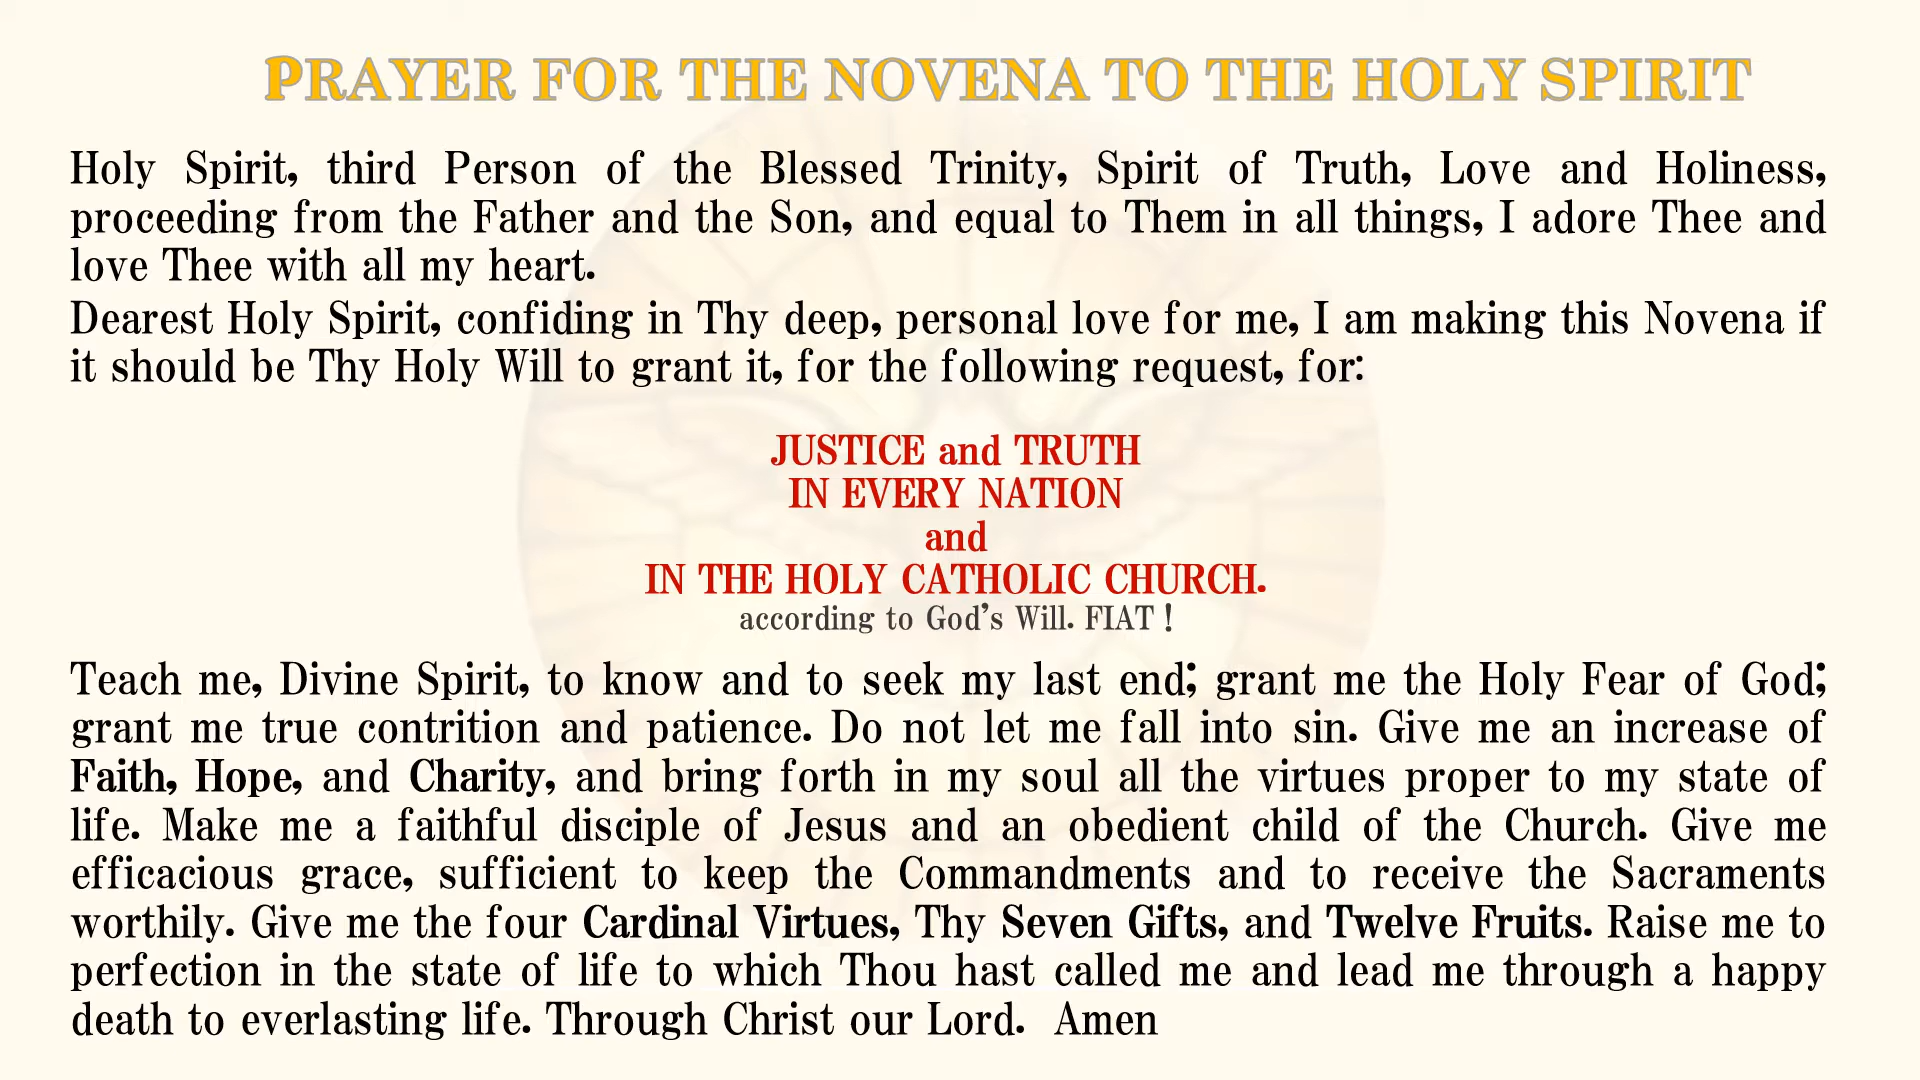 PRAYER FOR THE NOVENA TO THE HOLY SPIRIT
Holy Spirit, third Person of the Blessed Trinity, Spirit of Truth, Love and Holiness,
proceeding from the Father and the Son, and equal to Them in all things, I adore Thee and
love Thee with all my heart.
Dearest Holy Spirit, confiding in Thy deep, personal love for me, I am making this Novena if
it should be Thy Holy Will to grant it, for the following request, for:
JUSTICE and TRUTH
IN EVERY NATION
and
IN THE HOLY CATHOLIC CHURCH.
according to God's Will. FIAT !
Teach me, Divine Spirit, to know and to seek my last end; grant me the Holy Fear of God;
grant me true contrition and patience. Do not let me fall into sin. Give me an increase of
Faith, Hope, and Charity, and bring forth in my soul all the virtues proper to my state of
life. Make me a faithful disciple of Jesus and an obedient child of the Church. Give me
efficacious grace, sufficient to keep the Commandments and to receive the Sacraments
worthily. Give me the four Cardinal Virtues, Thy Seven Gifts, and Twelve Fruits. Raise me to
perfection in the state of life to which Thou hast called me and lead me through a happy
death to everlasting life. Through Christ our Lord.  Amen